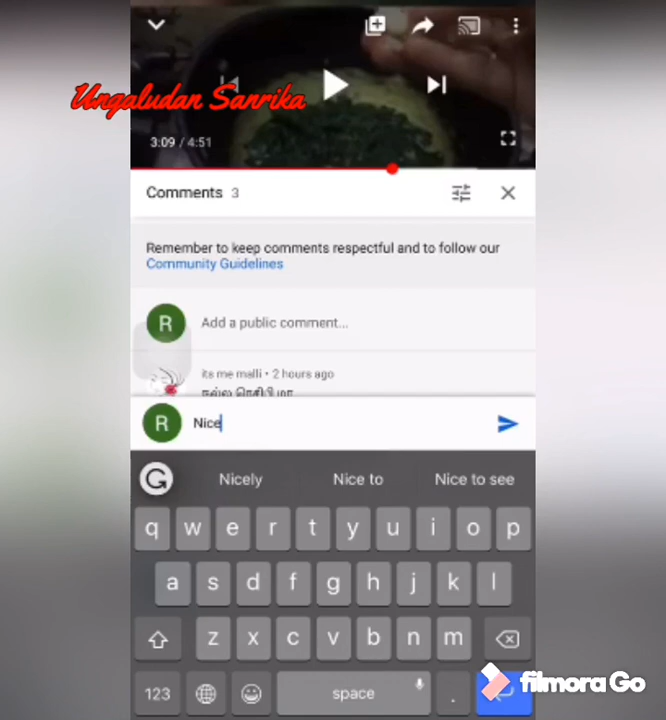 Ungaludan Sanrika
3:09 / 4:51
Comments 3
Remember to keep comments respectful and to follow our
Community Guidelines
R
Add a public comment...
its me malli • 2 hours ago
R
Nice
G
Nicely Nice to Nice to see
q w e r t y u i o p
a s d f g h j k l
z x c v b n m
123 space .
filmora Go